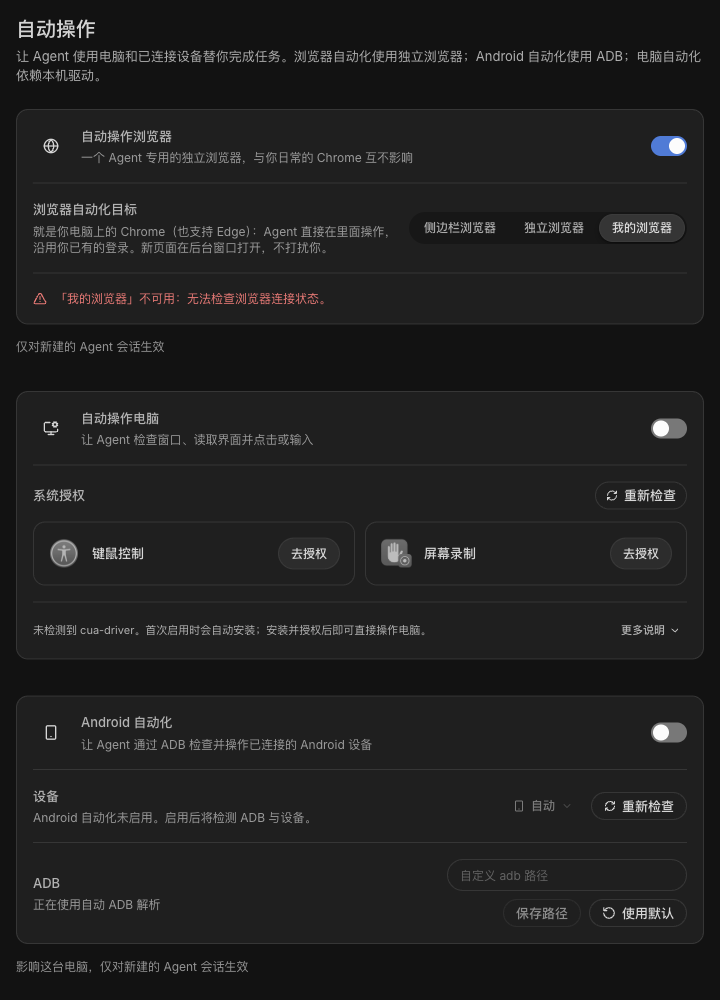 自动操作
让 Agent 使用电脑和已连接设备替你完成任务。浏览器自动化使用独立浏览器；Android 自动化使用 ADB；电脑自动化
依赖本机驱动。
自动操作浏览器
一个 Agent 专用的独立浏览器，与你日常的 Chrome 互不影响
浏览器自动化目标
就是你电脑上的 Chrome（也支持 Edge）：Agent 直接在里面操作，
沿用你已有的登录。新页面在后台窗口打开，不打扰你。
侧边栏浏览器 独立浏览器 我的浏览器
「我的浏览器」不可用：无法检查浏览器连接状态。
仅对新建的 Agent 会话生效
自动操作电脑
让 Agent 检查窗口、读取界面并点击或输入
系统授权 重新检查
键鼠控制 去授权 屏幕录制 去授权
未检测到 cua-driver。首次启用时会自动安装；安装并授权后即可直接操作电脑。 更多说明
Android 自动化
让 Agent 通过 ADB 检查并操作已连接的 Android 设备
设备
Android 自动化未启用。启用后将检测 ADB 与设备。
自动 重新检查
ADB
正在使用自动 ADB 解析
自定义 adb 路径
保存路径 使用默认
影响这台电脑，仅对新建的 Agent 会话生效